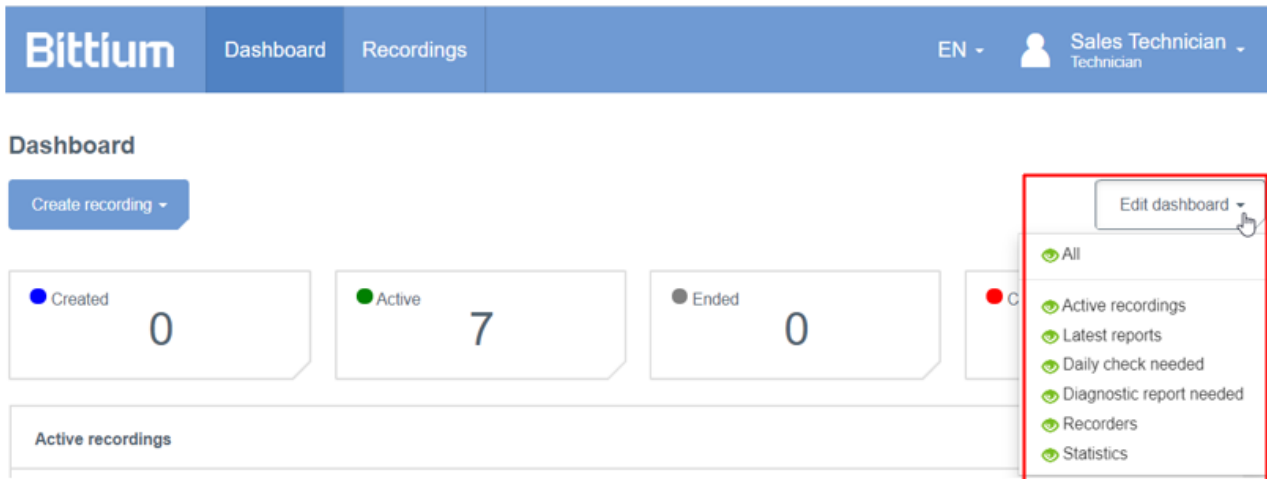 Bittium Dashboard Recordings EN Sales Technician
Technician
Dashboard
Create recording
Edit dashboard
All
Created
0
Active
7
Ended
0
C
Active recordings
Latest reports
Daily check needed
Diagnostic report needed
Recorders
Statistics
Active recordings